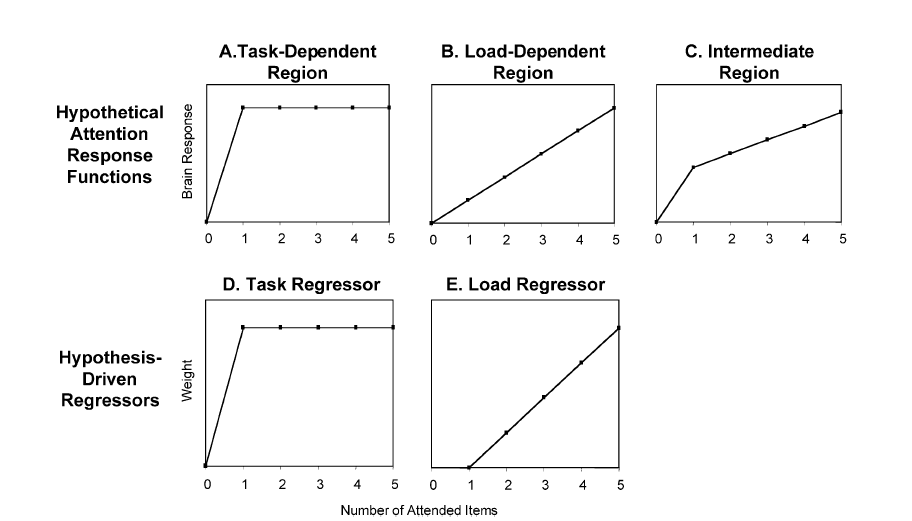 A.Task-Dependent
Region
B. Load-Dependent
Region
C. Intermediate
Region
Hypothetical
Attention
Response
Functions
Brain Response
0 1 2 3 4 5
0 1 2 3 4 5
0 1 2 3 4 5
D. Task Regressor
E. Load Regressor
Hypothesis-
Driven
Regressors
Weight
0 1 2 3 4 5
0 1 2 3 4 5
Number of Attended Items